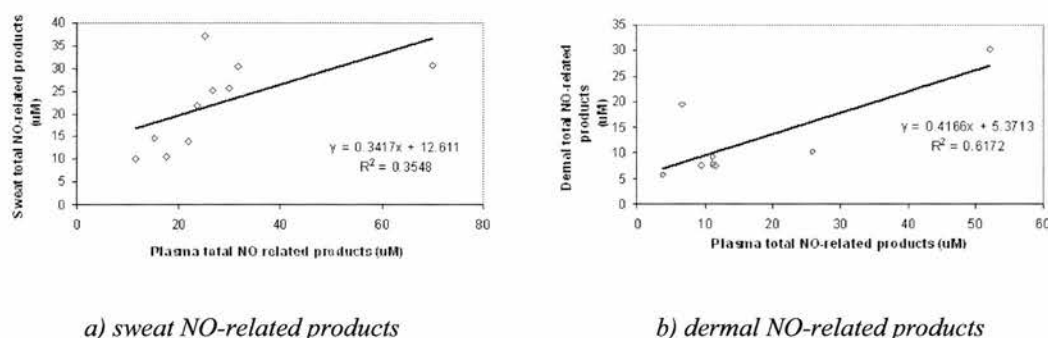 Sweat total NO-related products
(uM)
40
35
30
25
20
15
10
5
0
y = 0.3417x + 12.611
R² = 0.3548
0 20 40 60 80
Plasma total NO related products (uM)
a) sweat NO-related products
Demal total NO-related
products
(uM)
35
30
25
20
15
10
5
0
y = 0.4166x + 5.3713
R² = 0.6172
0 10 20 30 40 50 60
Plasma total NO-related products (uM)
b) dermal NO-related products